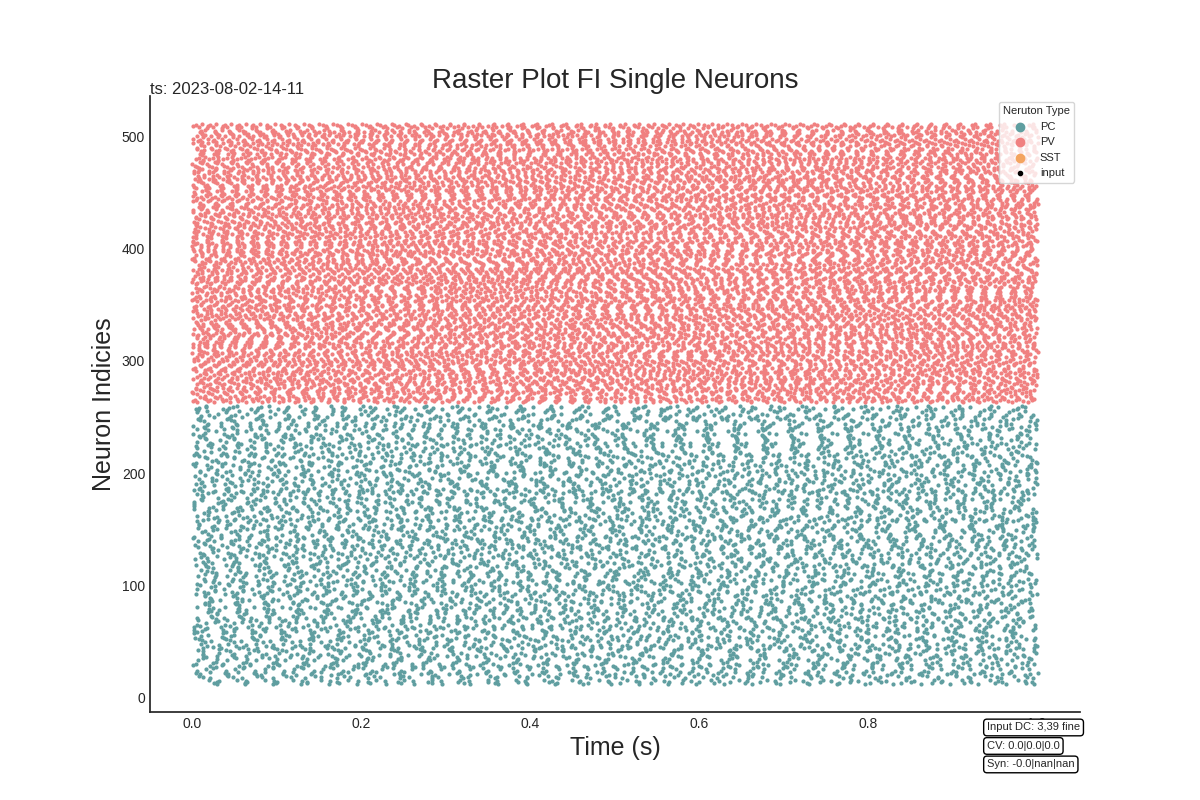 Raster Plot FI Single Neurons
ts: 2023-08-02-14-11
Neruton Type
PC
PV
SST
input
500
400
300
200
100
0
Neuron Indicies
0.0 0.2 0.4 0.6 0.8
Time (s)
Input DC: 3,39 fine
CV: 0.0|0.0|0.0
Syn: -0.0|nan|nan